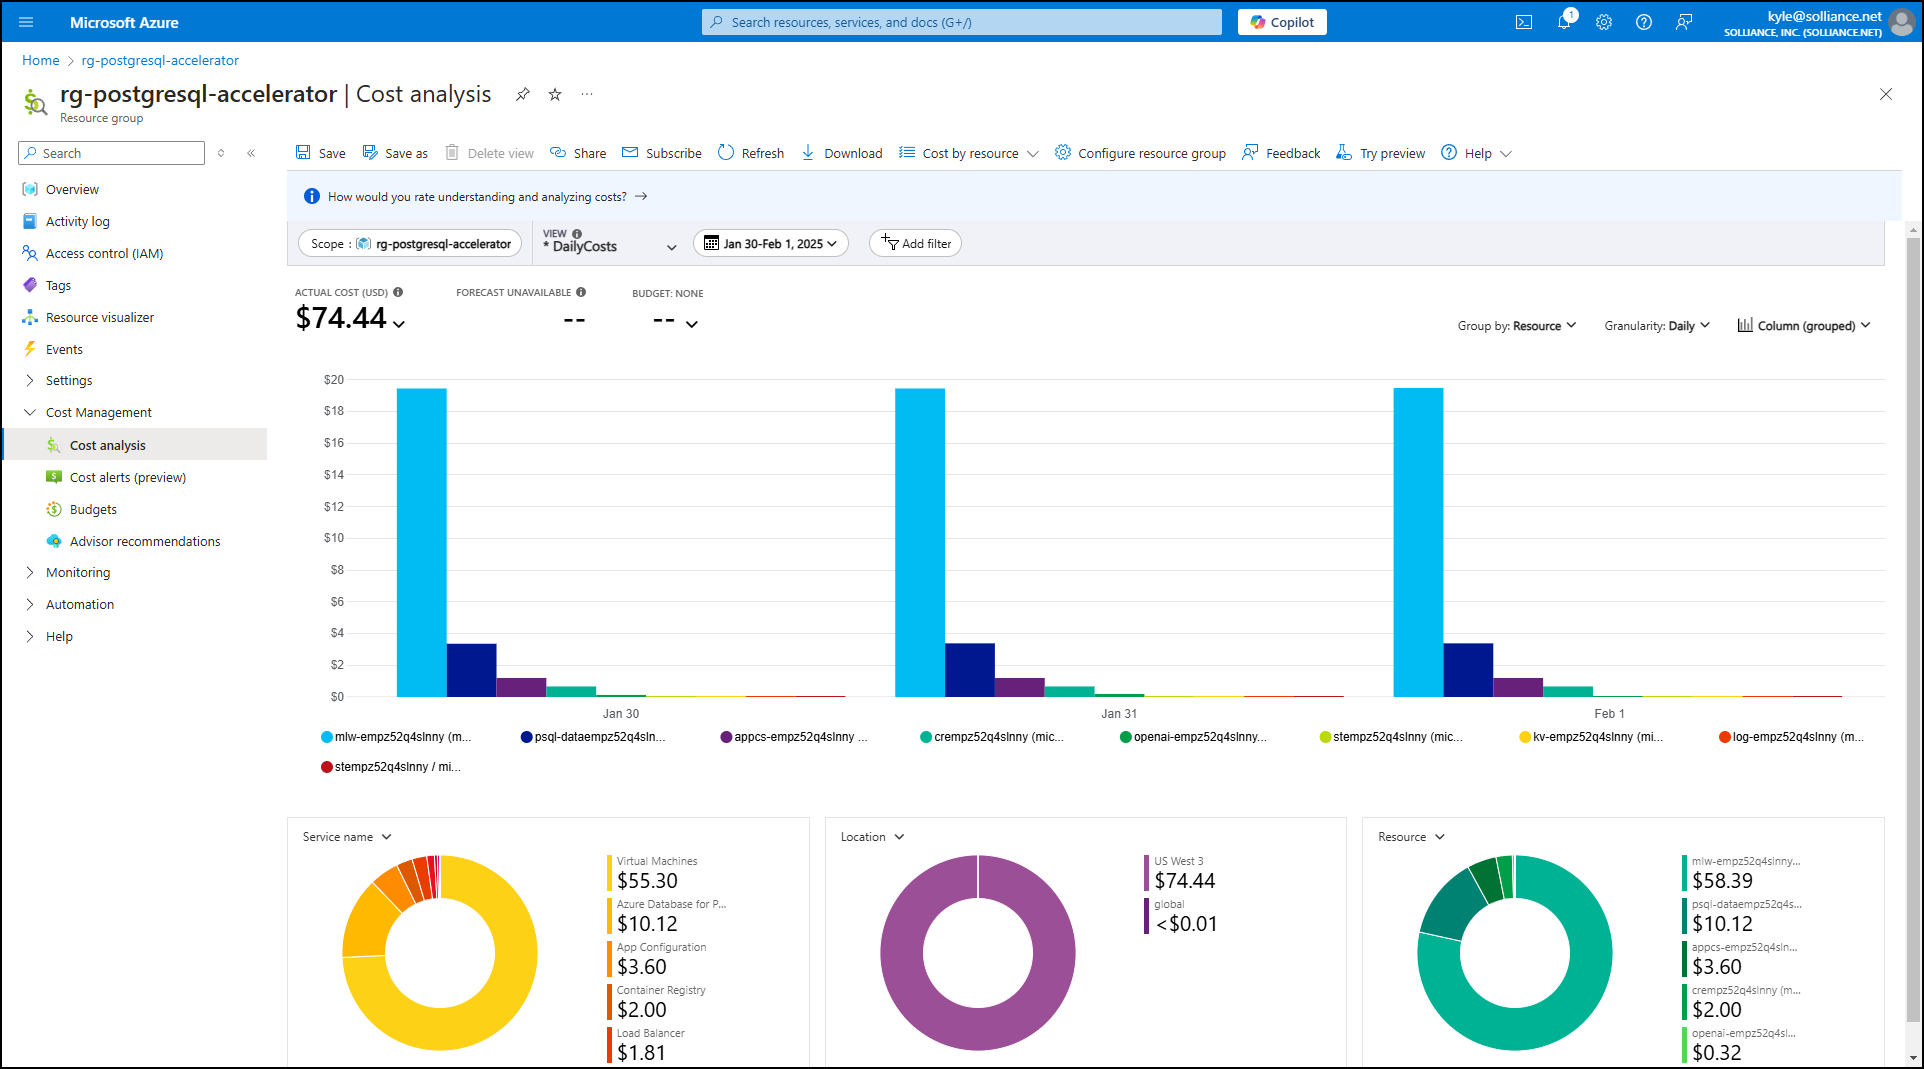 Microsoft Azure
Search resources, services, and docs (G+/)
Copilot
1
kyle@solliance.net
SOLLIANCE, INC. (SOLLIANCE.NET)
Home > rg-postgresql-accelerator
rg-postgresql-accelerator | Cost analysis
Resource group
Search
Overview
Activity log
Access control (IAM)
Tags
Resource visualizer
Events
Settings
Cost Management
Cost analysis
Cost alerts (preview)
Budgets
Advisor recommendations
Monitoring
Automation
Help
Save Save as Delete view Share Subscribe Refresh Download Cost by resource Configure resource group Feedback Try preview Help
How would you rate understanding and analyzing costs? →
Scope : rg-postgresql-accelerator
VIEW
* DailyCosts
Jan 30-Feb 1, 2025
Add filter
ACTUAL COST (USD)
$74.44
FORECAST UNAVAILABLE
--
BUDGET: NONE
--
Group by: Resource
Granularity: Daily
Column (grouped)
$20
$18
$16
$14
$12
$10
$8
$6
$4
$2
$0
Jan 30 Jan 31 Feb 1
mlw-empz52q4slnny (m... psql-dataempz52q4sln... appcs-empz52q4slnny ... crempz52q4slnny (mic... openai-empz52q4slnny... stempz52q4slnny (mic... kv-empz52q4slnny (mi... log-empz52q4slnny (m...
stempz52q4slnny / mi...
Service name
Virtual Machines
$55.30
Azure Database for P...
$10.12
App Configuration
$3.60
Container Registry
$2.00
Load Balancer
$1.81
Location
US West 3
$74.44
global
<$0.01
Resource
mlw-empz52q4slnny...
$58.39
psql-dataempz52q4s...
$10.12
appcs-empz52q4sln...
$3.60
crempz52q4slnny (m...
$2.00
openai-empz52q4sl...
$0.32